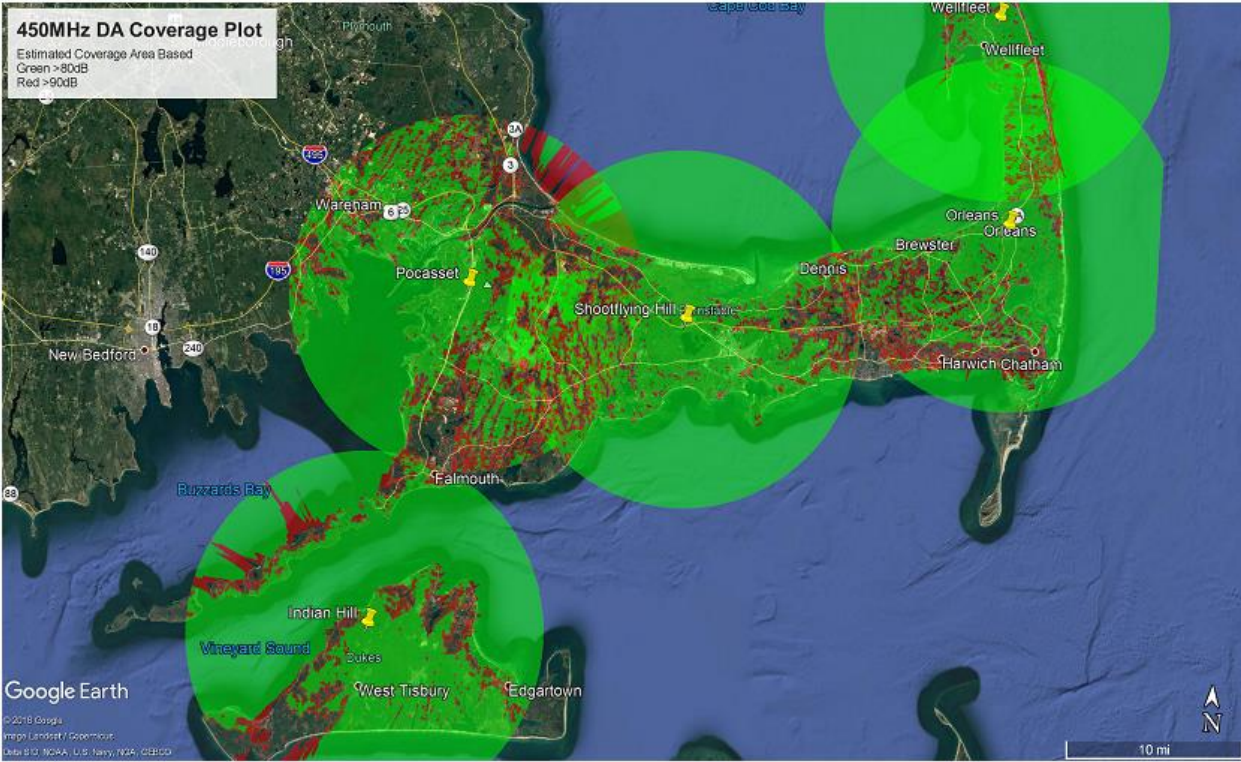 450MHz DA Coverage Plot
Estimated Coverage Area Based
Green >80dB
Red >90dB
Plymouth
Cape Cod Bay
Wellfleet
Wellfleet
3A
495
3
Wareham
6 25
140
195
Orleans
Orleans
Brewster
Dennis
Pocasset
Shootflying Hill
18
240
New Bedford
Harwich Chatham
Falmouth
88
Buzzards Bay
Indian Hill
Vineyard Sound
Dukes
West Tisbury
Edgartown
Google Earth
© 2018 Google
Image Landsat / Copernicus
Data SIO, NOAA, U.S. Navy, NGA, GEBCO
N
10 mi